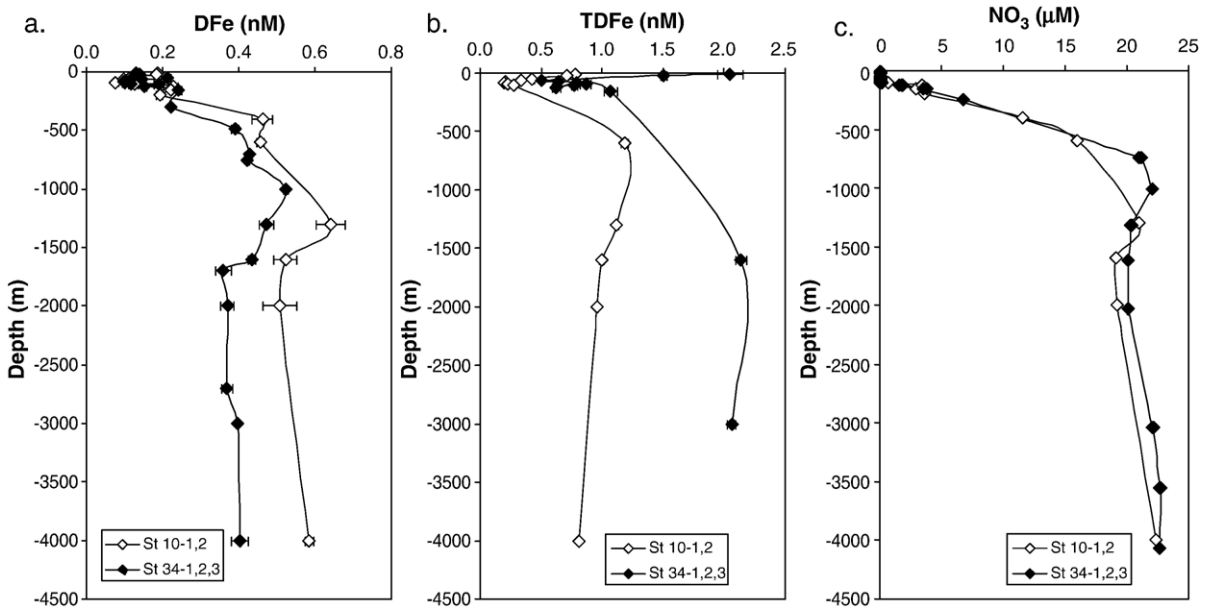 a.
DFe (nM)
0.0 0.2 0.4 0.6 0.8
0
-500
-1000
-1500
-2000
-2500
-3000
-3500
-4000
-4500
Depth (m)
St 10-1,2
St 34-1,2,3
b.
TDFe (nM)
0.0 0.5 1.0 1.5 2.0 2.5
0
-500
-1000
-1500
-2000
-2500
-3000
-3500
-4000
-4500
Depth (m)
St 10-1,2
St 34-1,2,3
c.
NO₃ (μM)
0 5 10 15 20 25
0
-500
-1000
-1500
-2000
-2500
-3000
-3500
-4000
-4500
Depth (m)
St 10-1,2
St 34-1,2,3